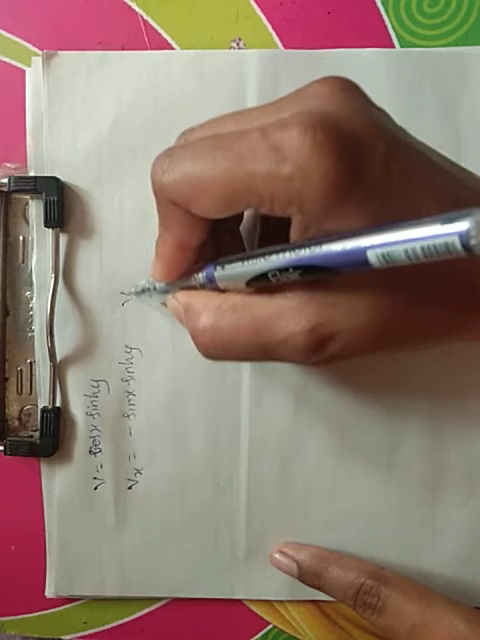 V = cosx sinhy
Vx = - sinx sinhy V